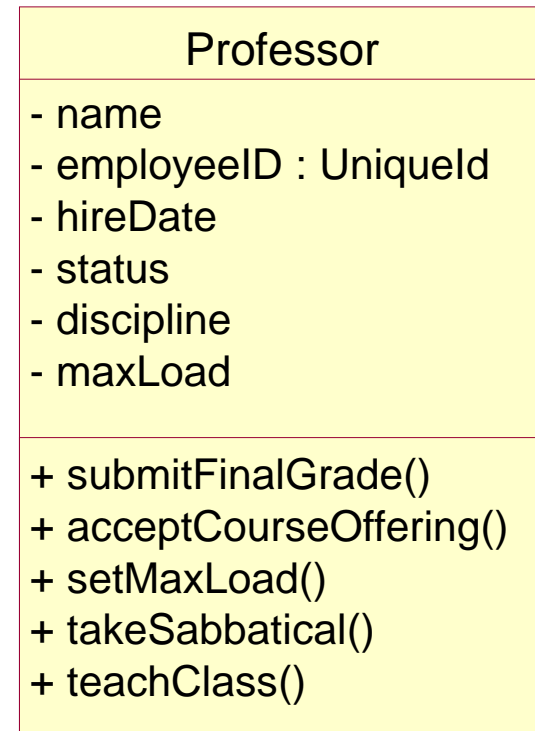 Professor
- name
- employeeID : UniqueId
- hireDate
- status
- discipline
- maxLoad
+ submitFinalGrade()
+ acceptCourseOffering()
+ setMaxLoad()
+ takeSabbatical()
+ teachClass()